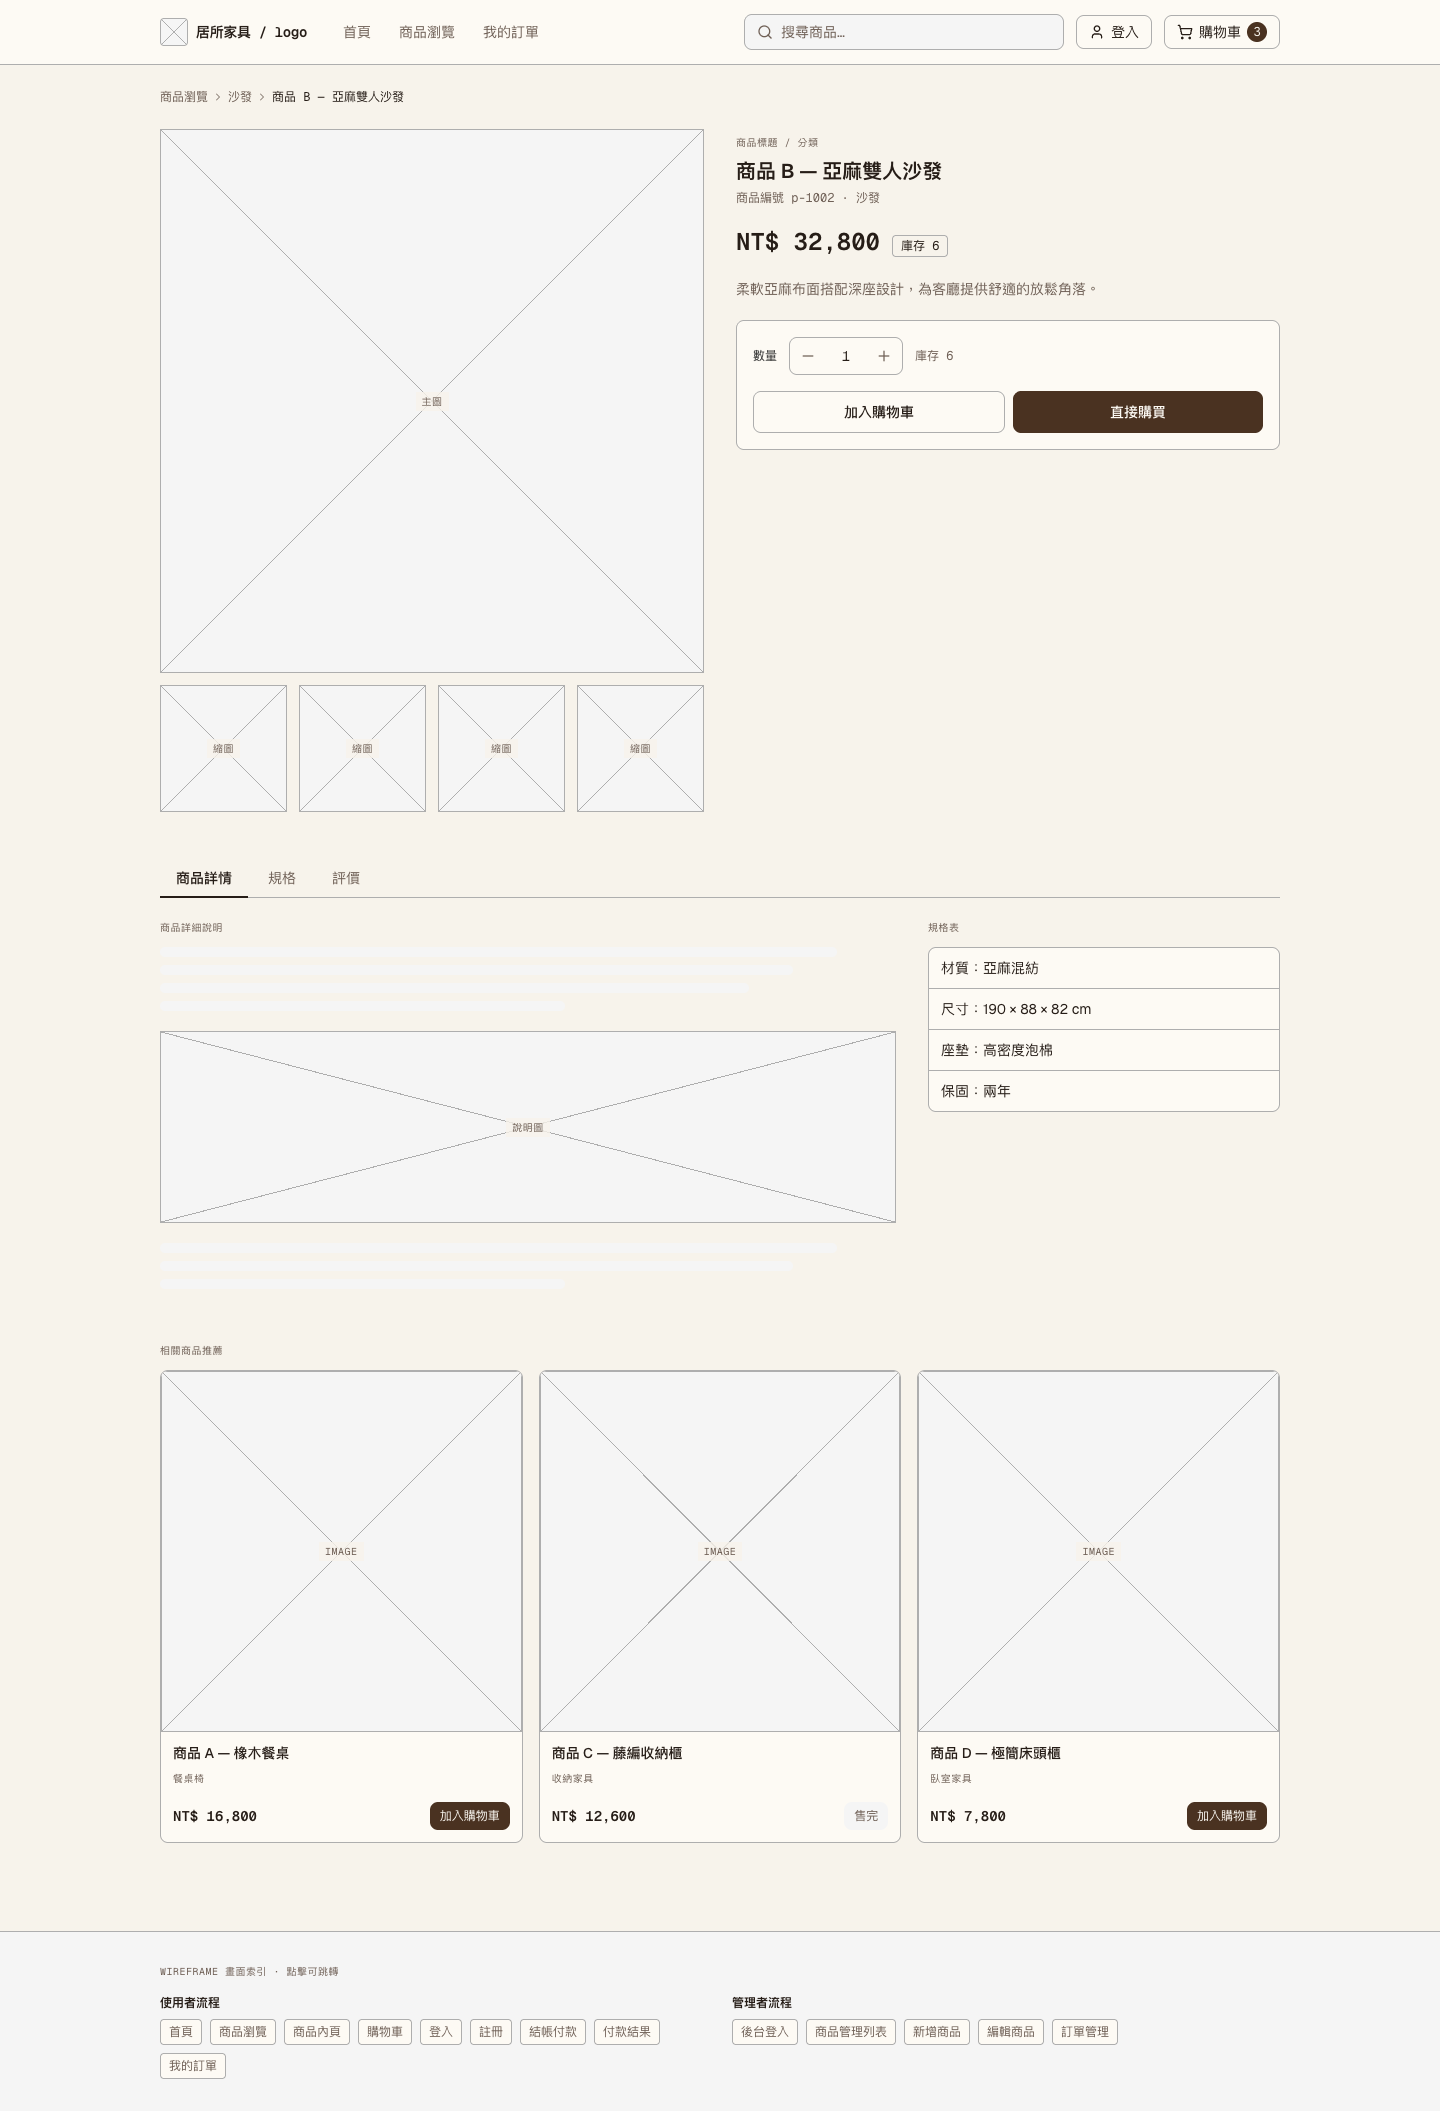 居所家具 / logo
首頁
商品瀏覽
我的訂單
搜尋商品…
登入
購物車 3
商品瀏覽 > 沙發 > 商品 B — 亞麻雙人沙發
主圖
縮圖
縮圖
縮圖
縮圖
商品標題 / 分類
商品 B — 亞麻雙人沙發
商品編號 p-1002 · 沙發
NT$ 32,800
庫存 6
柔軟亞麻布面搭配深座設計，為客廳提供舒適的放鬆角落。
數量
1
庫存 6
加入購物車
直接購買
商品詳情
規格
評價
商品詳細說明
說明圖
規格表
材質：亞麻混紡
尺寸：190 × 88 × 82 cm
座墊：高密度泡棉
保固：兩年
相關商品推薦
IMAGE
商品 A — 橡木餐桌
餐桌椅
NT$ 16,800
加入購物車
IMAGE
商品 C — 藤編收納櫃
收納家具
NT$ 12,600
售完
IMAGE
商品 D — 極簡床頭櫃
臥室家具
NT$ 7,800
加入購物車
WIREFRAME 畫面索引 · 點擊可跳轉
使用者流程
首頁
商品瀏覽
商品內頁
購物車
登入
註冊
結帳付款
付款結果
我的訂單
管理者流程
後台登入
商品管理列表
新增商品
編輯商品
訂單管理